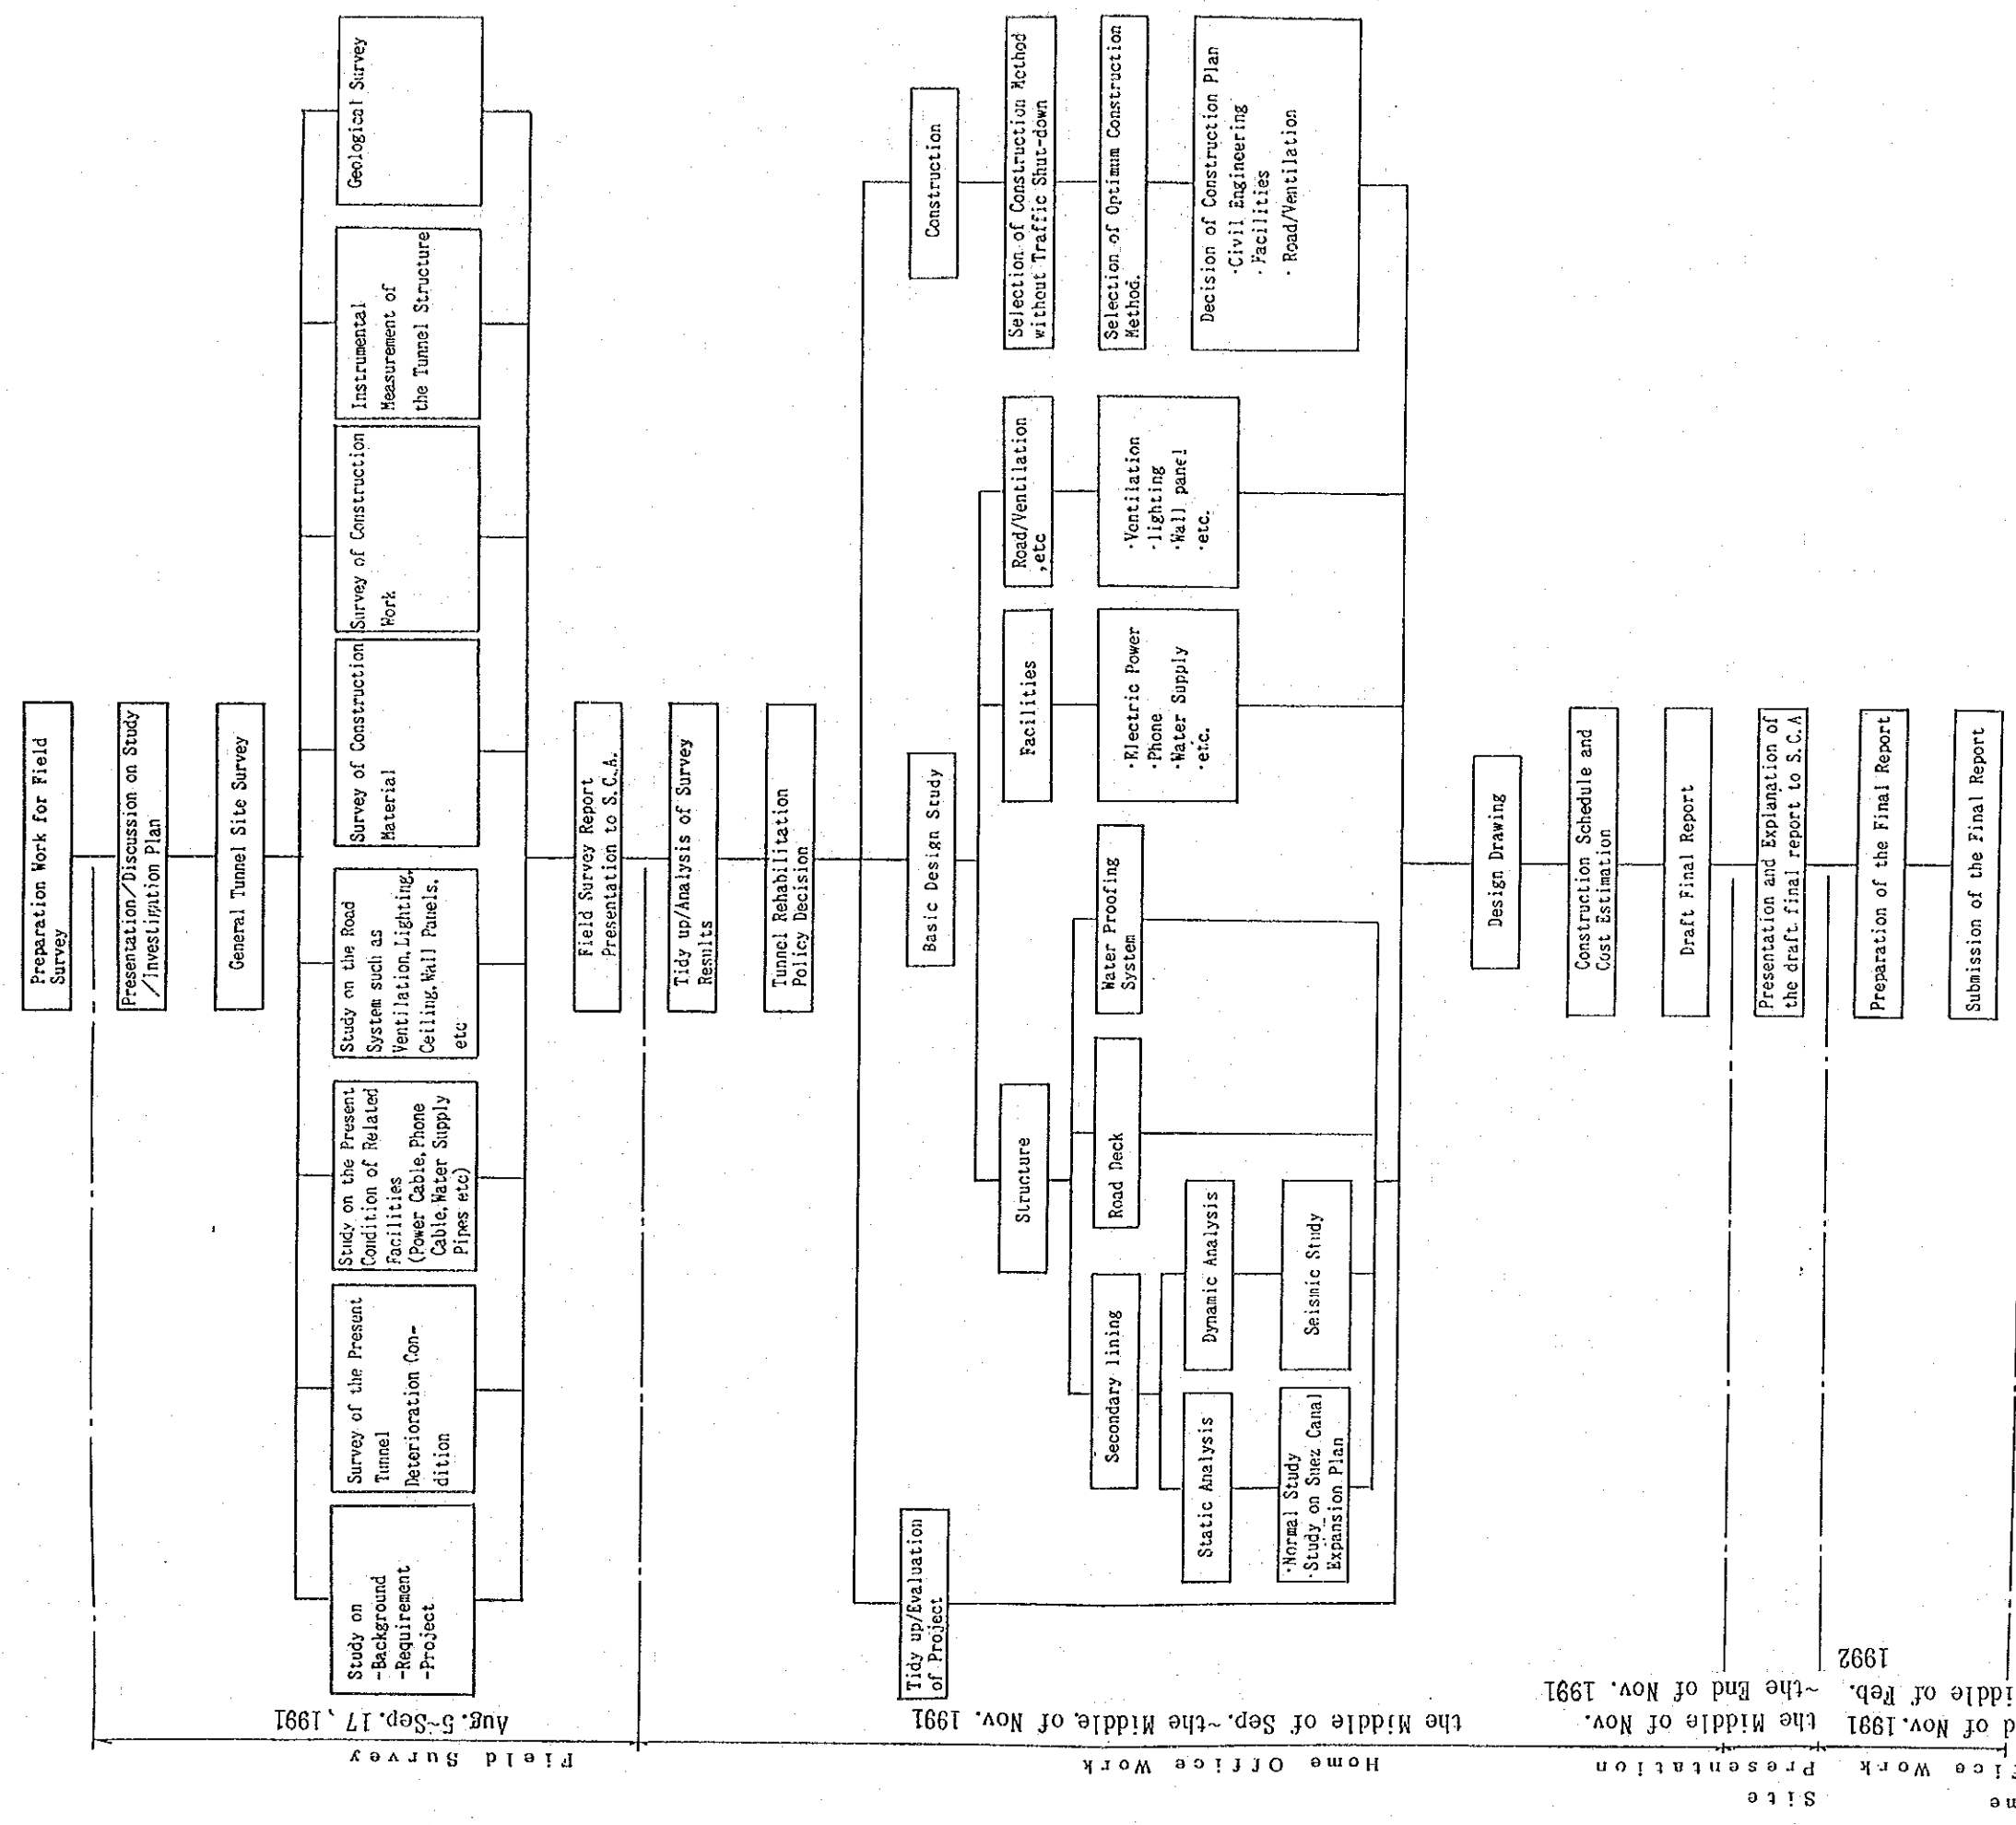 Preparation Work for Field
Survey
Presentation/Discussion on Study
/Investigation Plan
General Tunnel Site Survey
Study on
-Background
-Requirement
-Project
Survey of the Present
Tunnel
Deterioration Con-
dition
Study on the Present
Condition of Related
Facilities
(Power Cable, Phone
Cable, Water Supply
Pipes etc)
Study on the Road
System such as
Ventilation, Lighting,
Ceiling, Wall Panels,
etc
Survey of Construction
Material
Survey of Construction
Work
Instrumental
Measurement of
the Tunnel Structure
Geological Survey
Field Survey Report
Presentation to S.C.A.
Tidy up/Analysis of Survey
Results
Tunnel Rehabilitation
Policy Decision
Tidy up/Evaluation
of Project
Basic Design Study
Construction
Structure
Facilities
Road/Ventilation
,etc
Selection of Construction Method
without Traffic Shut-down
Secondary lining
Road Deck
Water Proofing
System
·Electric Power
·Phone
·Water Supply
·etc.
·Ventilation
·lighting
·Wall panel
·etc.
Selection of Optimum Construction
Method.
Static Analysis
Dynamic Analysis
Decision of Construction Plan
·Civil Engineering
·Facilities
·Road/Ventilation
·Normal Study
·Study on Suez Canal
Expansion Plan
Seismic Study
Design Drawing
Construction Schedule and
Cost Estimation
Draft Final Report
Presentation and Explanation of
the draft final report to S.C.A
Preparation of the Final Report
Submission of the Final Report
Field Survey
Aug. 5~Sep. 17, 1991
Home Office Work
the Middle of Sep. ~the Middle of Nov. 1991
Site
Presentation
the Middle of Nov.
~the End of Nov. 1991
Work
of Nov. 1991
of Feb.
1992